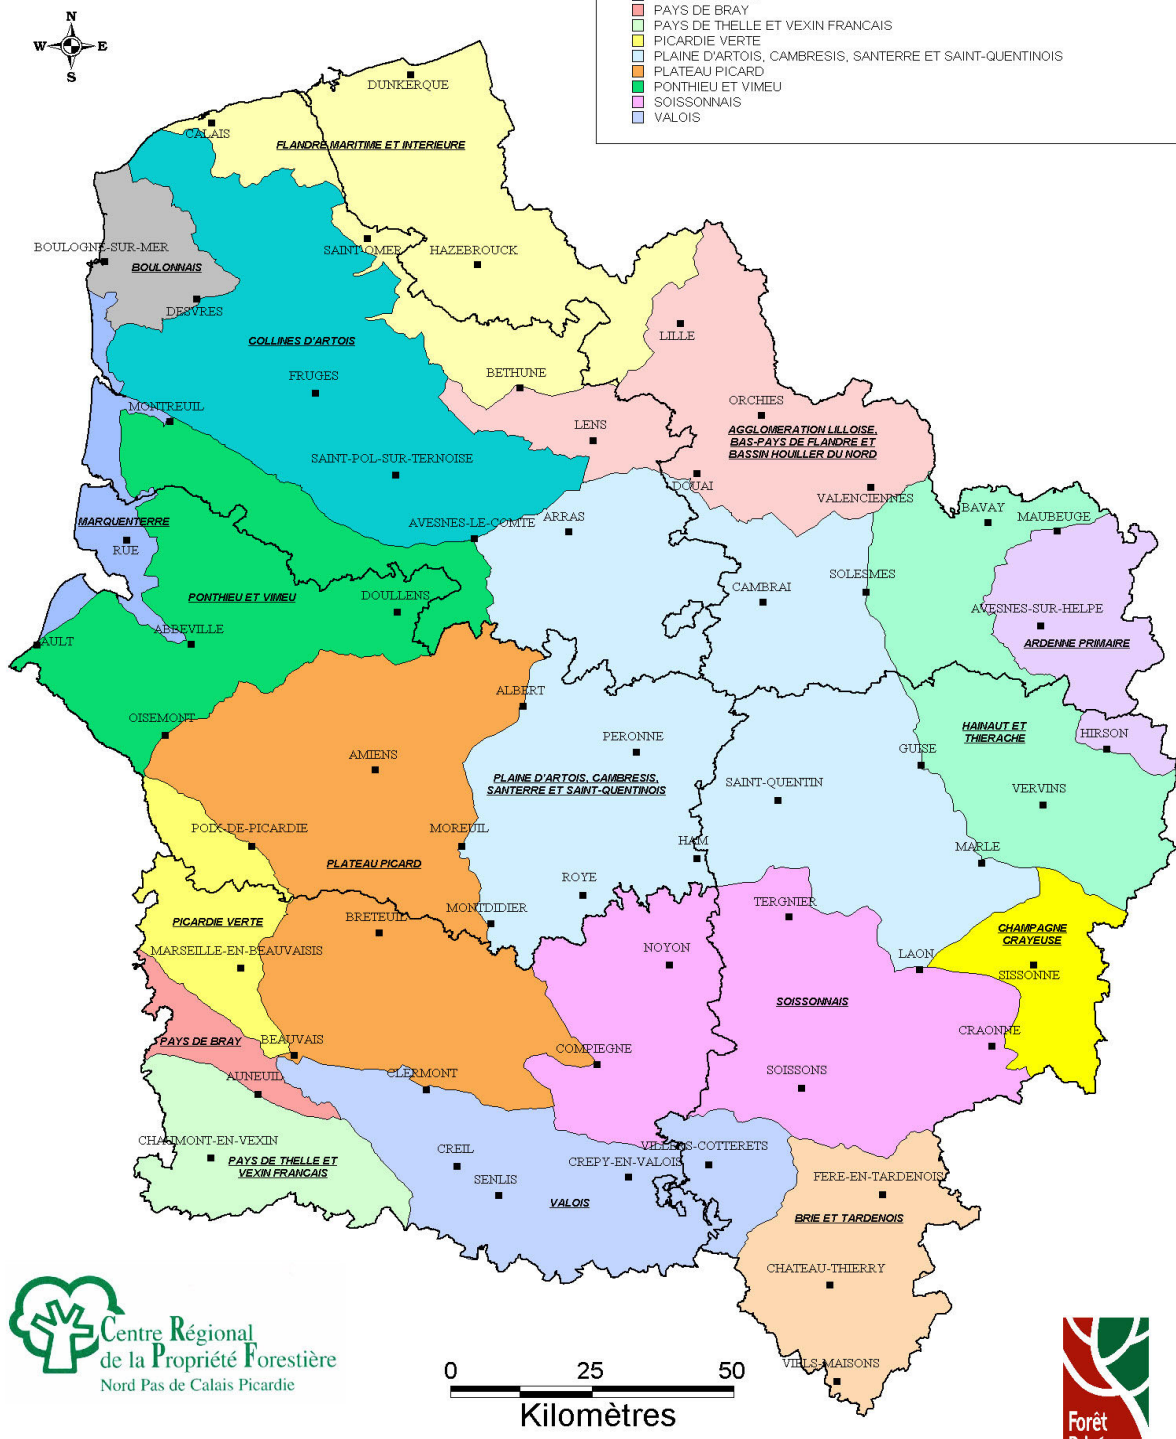 N
W E
S
PAYS DE BRAY
PAYS DE THELLE ET VEXIN FRANCAIS
PICARDIE VERTE
PLAINE D'ARTOIS, CAMBRESIS, SANTERRE ET SAINT-QUENTINOIS
PLATEAU PICARD
PONTHIEU ET VIMEU
SOISSONNAIS
VALOIS
DUNKERQUE
CALAIS
FLANDRE MARITIME ET INTERIEURE
BOULOGNE-SUR-MER
SAINT-OMER
HAZEBROUCK
BOULONNAIS
DESVRES
LILLE
COLLINES D'ARTOIS
FRUGES
BETHUNE
MONTREUIL
ORCHIES
LENS
AGGLOMERATION LILLOISE,
BAS-PAYS DE FLANDRE ET
BASSIN HOUILLER DU NORD
SAINT-POL-SUR-TERNOISE
DOUAI
VALENCIENNES
MARQUENTERRE
RUE
AVESNES-LE-COMTE
ARRAS
BAVAY
MAUBEUGE
PONTHIEU ET VIMEU
DOULLENS
CAMBRAI
SOLESMES
AVESNES-SUR-HELPE
ARDENNE PRIMAIRE
AULT
ABBEVILLE
ALBERT
OISEMONT
AMIENS
PERONNE
HAINAUT ET
THIERACHE
HIRSON
GUISE
PLAINE D'ARTOIS, CAMBRESIS,
SANTERRE ET SAINT-QUENTINOIS
SAINT-QUENTIN
VERVINS
POIX-DE-PICARDIE
MOREUIL
HAM
MARLE
PLATEAU PICARD
ROYE
TERGNIER
PICARDIE VERTE
BRETEUIL
MONTDIDIER
CHAMPAGNE
CRAYEUSE
MARSEILLE-EN-BEAUVAISIS
NOYON
LAON
SISSONNE
SOISSONNAIS
PAYS DE BRAY
BEAUVAIS
COMPIEGNE
CRAONNE
AUNEUIL
CLERMONT
SOISSONS
CHAUMONT-EN-VEXIN
PAYS DE THELLE ET
VEXIN FRANCAIS
CREIL
SENLIS
CREPY-EN-VALOIS
VILLERS-COTTERETS
VALOIS
FERE-EN-TARDENOIS
BRIE ET TARDENOIS
CHATEAU-THIERRY
VIELS-MAISONS
Centre Régional
de la Propriété Forestière
Nord Pas de Calais Picardie
0 25 50
Kilomètres
Forêt